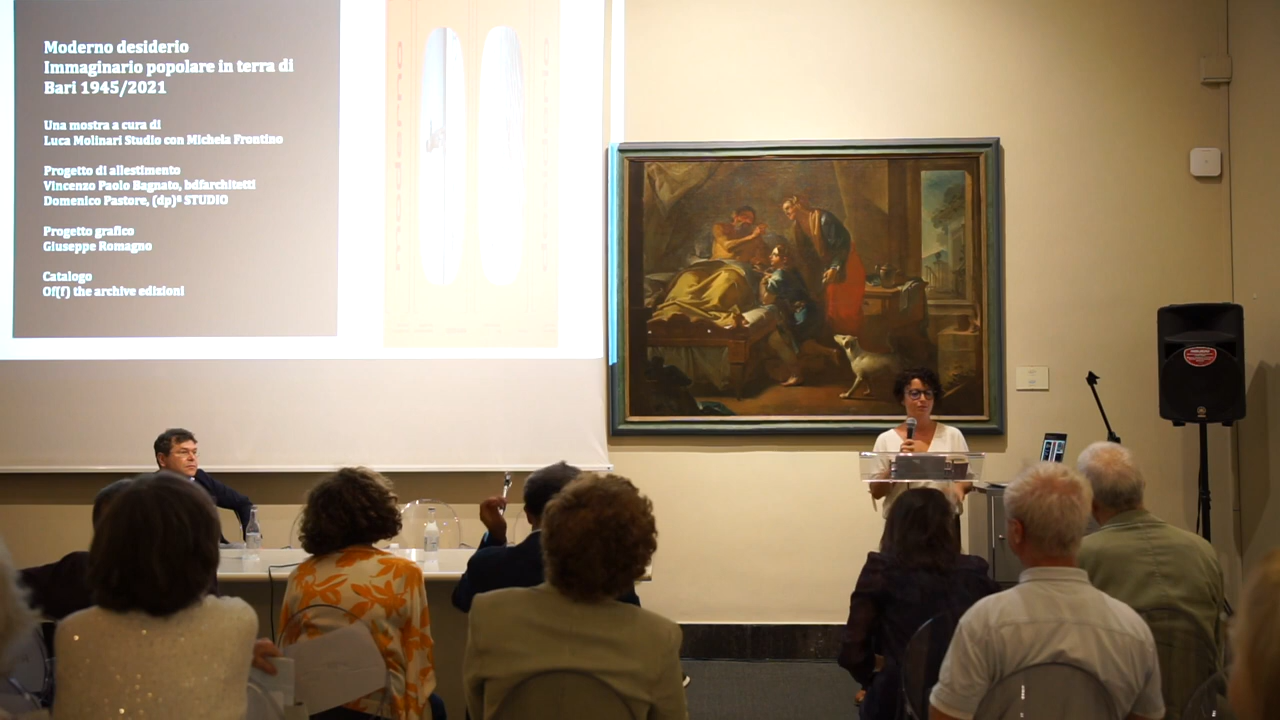 Moderno desiderio
Immaginario popolare in terra di
Bari 1945/2021
Una mostra a cura di
Luca Molinari Studio con Michela Frontino
Progetto di allestimento
Vincenzo Paolo Bagnato, bdfarchitetti
Domenico Pastore, (dp)ª STUDIO
Progetto grafico
Giuseppe Romagno
Catalogo
Of(f) the archive edizioni